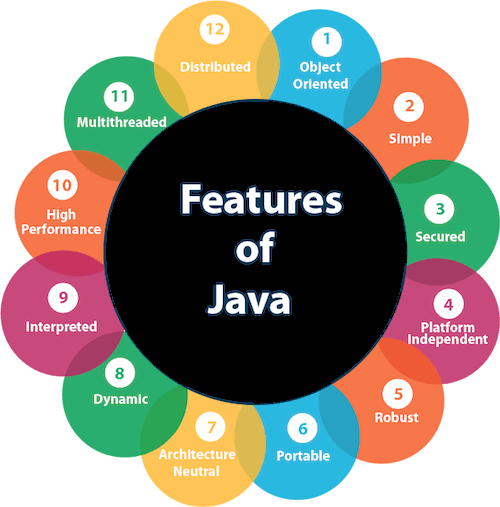 Features
of
Java
1
Object
Oriented
2
Simple
3
Secured
4
Platform
Independent
5
Robust
6
Portable
7
Architecture
Neutral
8
Dynamic
9
Interpreted
10
High
Performance
11
Multithreaded
12
Distributed